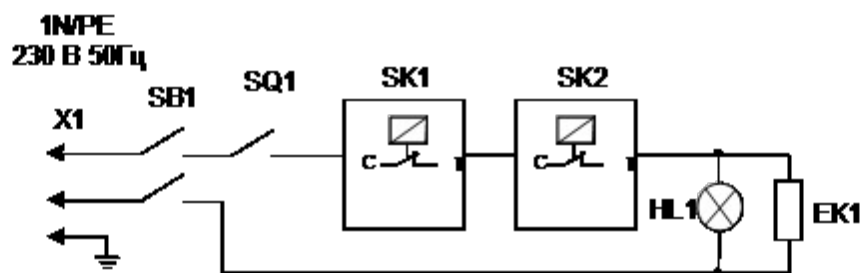 1N/PE
230 В 50Гц
X1
SB1
SQ1
SK1
SK2
C
C
HL1
EK1